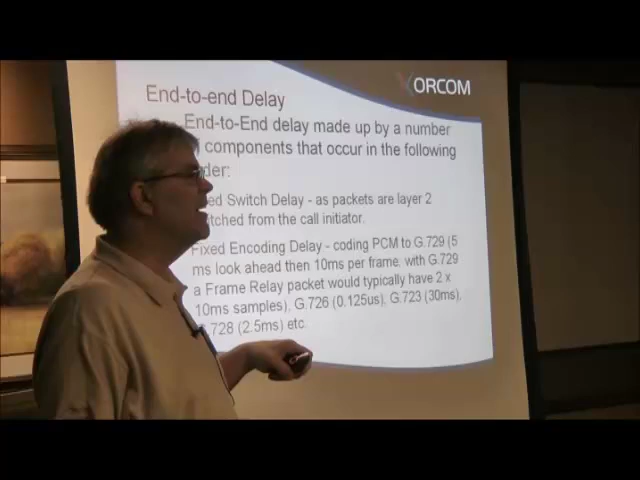 XORCOM
End-to-end Delay
End-To-End delay made up by a number
components that occur in the following
Switch Delay - as packets are layer 2
from the call initiator.
Fixed Encoding Delay - coding PCM to G.729 (5
ms look ahead then 10ms per frame, with G.729
a Frame Relay packet would typically have 2 x
10ms samples), G.726 (0.125us), G.723 (30ms),
.728 (2.5ms) etc.